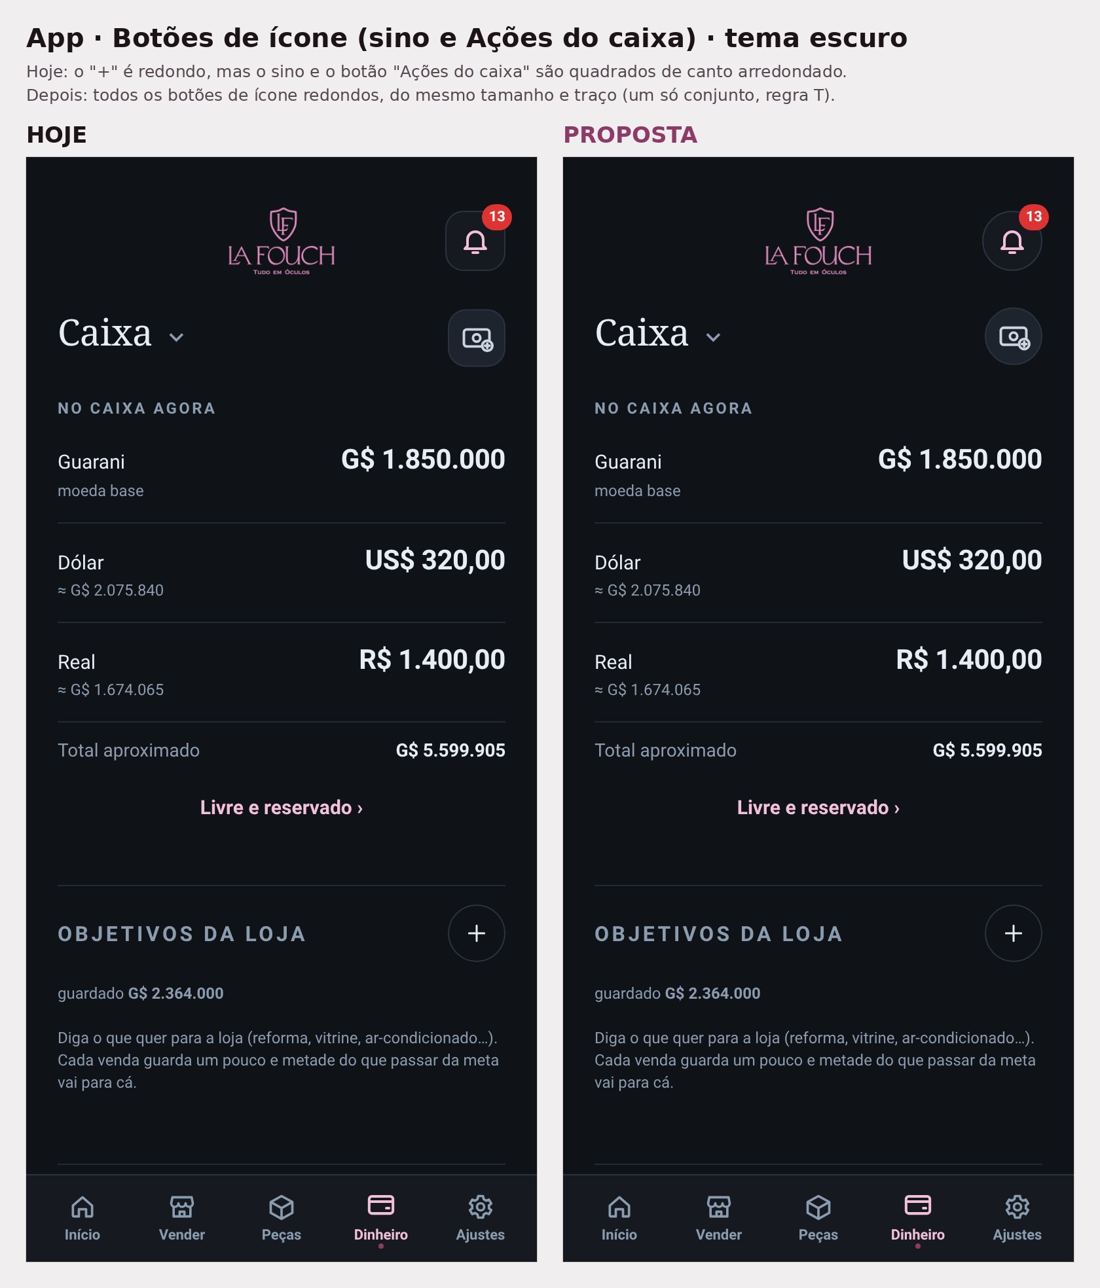 App · Botões de ícone (sino e Ações do caixa) · tema escuro
Hoje: o "+" é redondo, mas o sino e o botão "Ações do caixa" são quadrados de canto arredondado.
Depois: todos os botões de ícone redondos, do mesmo tamanho e traço (um só conjunto, regra T).
HOJE
LF
LA FOUCH
TUDO EM ÓCULOS
13
Caixa
NO CAIXA AGORA
Guarani G$ 1.850.000
moeda base
Dólar US$ 320,00
≈ G$ 2.075.840
Real R$ 1.400,00
≈ G$ 1.674.065
Total aproximado G$ 5.599.905
Livre e reservado ›
OBJETIVOS DA LOJA +
guardado G$ 2.364.000
Diga o que quer para a loja (reforma, vitrine, ar-condicionado…).
Cada venda guarda um pouco e metade do que passar da meta
vai para cá.
Início Vender Peças Dinheiro Ajustes
PROPOSTA
LF
LA FOUCH
TUDO EM ÓCULOS
13
Caixa
NO CAIXA AGORA
Guarani G$ 1.850.000
moeda base
Dólar US$ 320,00
≈ G$ 2.075.840
Real R$ 1.400,00
≈ G$ 1.674.065
Total aproximado G$ 5.599.905
Livre e reservado ›
OBJETIVOS DA LOJA +
guardado G$ 2.364.000
Diga o que quer para a loja (reforma, vitrine, ar-condicionado…).
Cada venda guarda um pouco e metade do que passar da meta
vai para cá.
Início Vender Peças Dinheiro Ajustes